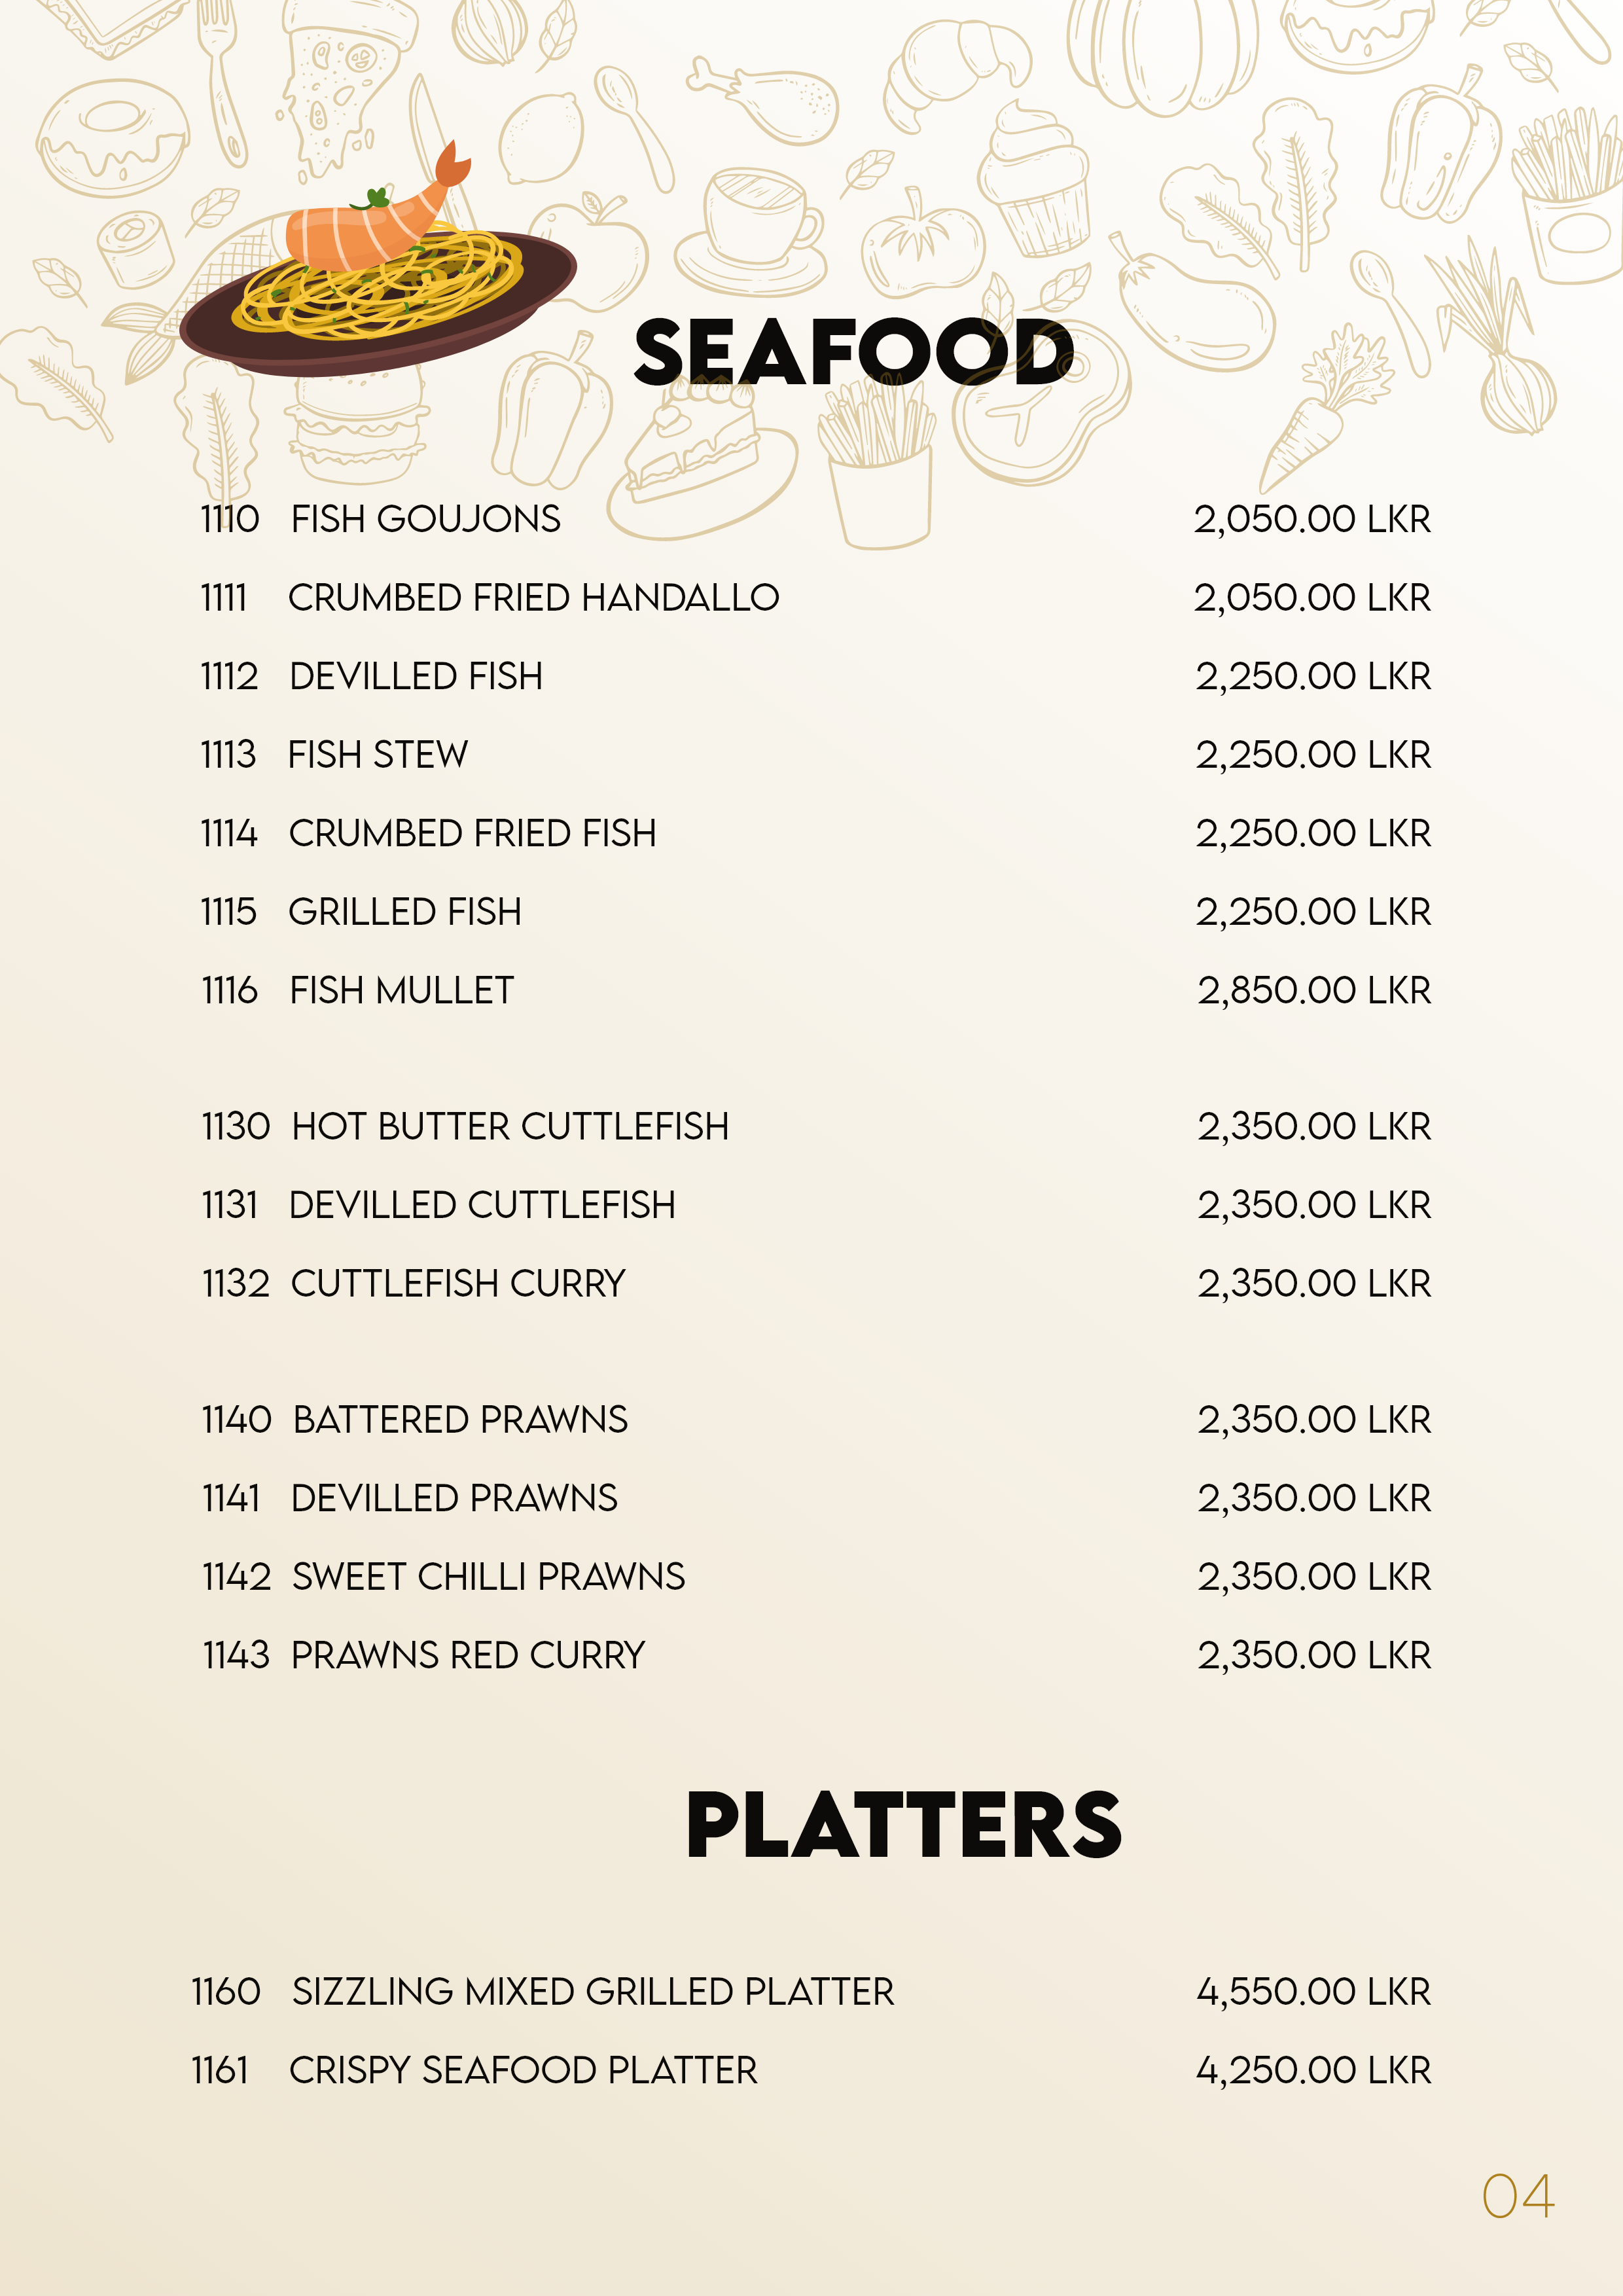 SEAFOOD
1110 FISH GOUJONS 2,050.00 LKR
1111 CRUMBED FRIED HANDALLO 2,050.00 LKR
1112 DEVILLED FISH 2,250.00 LKR
1113 FISH STEW 2,250.00 LKR
1114 CRUMBED FRIED FISH 2,250.00 LKR
1115 GRILLED FISH 2,250.00 LKR
1116 FISH MULLET 2,850.00 LKR
1130 HOT BUTTER CUTTLEFISH 2,350.00 LKR
1131 DEVILLED CUTTLEFISH 2,350.00 LKR
1132 CUTTLEFISH CURRY 2,350.00 LKR
1140 BATTERED PRAWNS 2,350.00 LKR
1141 DEVILLED PRAWNS 2,350.00 LKR
1142 SWEET CHILLI PRAWNS 2,350.00 LKR
1143 PRAWNS RED CURRY 2,350.00 LKR
PLATTERS
1160 SIZZLING MIXED GRILLED PLATTER 4,550.00 LKR
1161 CRISPY SEAFOOD PLATTER 4,250.00 LKR
04